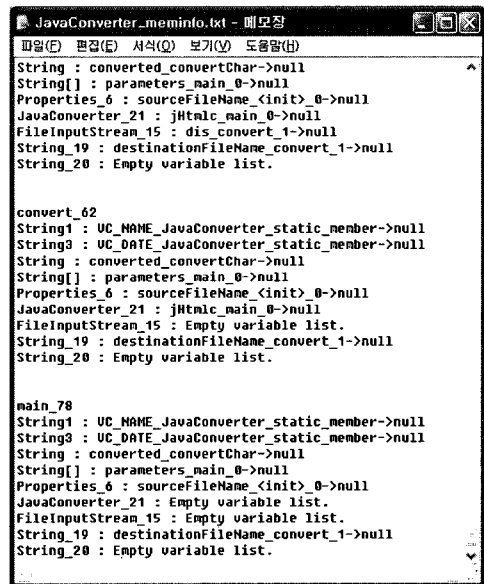 JavaConverter_meminfo.txt - 메모장
파일(F) 편집(E) 서식(O) 보기(V) 도움말(H)
String : converted_convertChar->null
String[] : parameters_main_0->null
Properties_6 : sourceFileName_<init>_0->null
JavaConverter_21 : jHtmlc_main_0->null
FileInputStream_15 : dis_convert_1->null
String_19 : destinationFileName_convert_1->null
String_20 : Empty variable list.
convert_62
String1 : VC_NAME_JavaConverter_static_member->null
String3 : VC_DATE_JavaConverter_static_member->null
String : converted_convertChar->null
String[] : parameters_main_0->null
Properties_6 : sourceFileName_<init>_0->null
JavaConverter_21 : jHtmlc_main_0->null
FileInputStream_15 : Empty variable list.
String_19 : destinationFileName_convert_1->null
String_20 : Empty variable list.
main_78
String1 : VC_NAME_JavaConverter_static_member->null
String3 : VC_DATE_JavaConverter_static_member->null
String : converted_convertChar->null
String[] : parameters_main_0->null
Properties_6 : sourceFileName_<init>_0->null
JavaConverter_21 : Empty variable list.
FileInputStream_15 : Empty variable list.
String_19 : destinationFileName_convert_1->null
String_20 : Empty variable list.